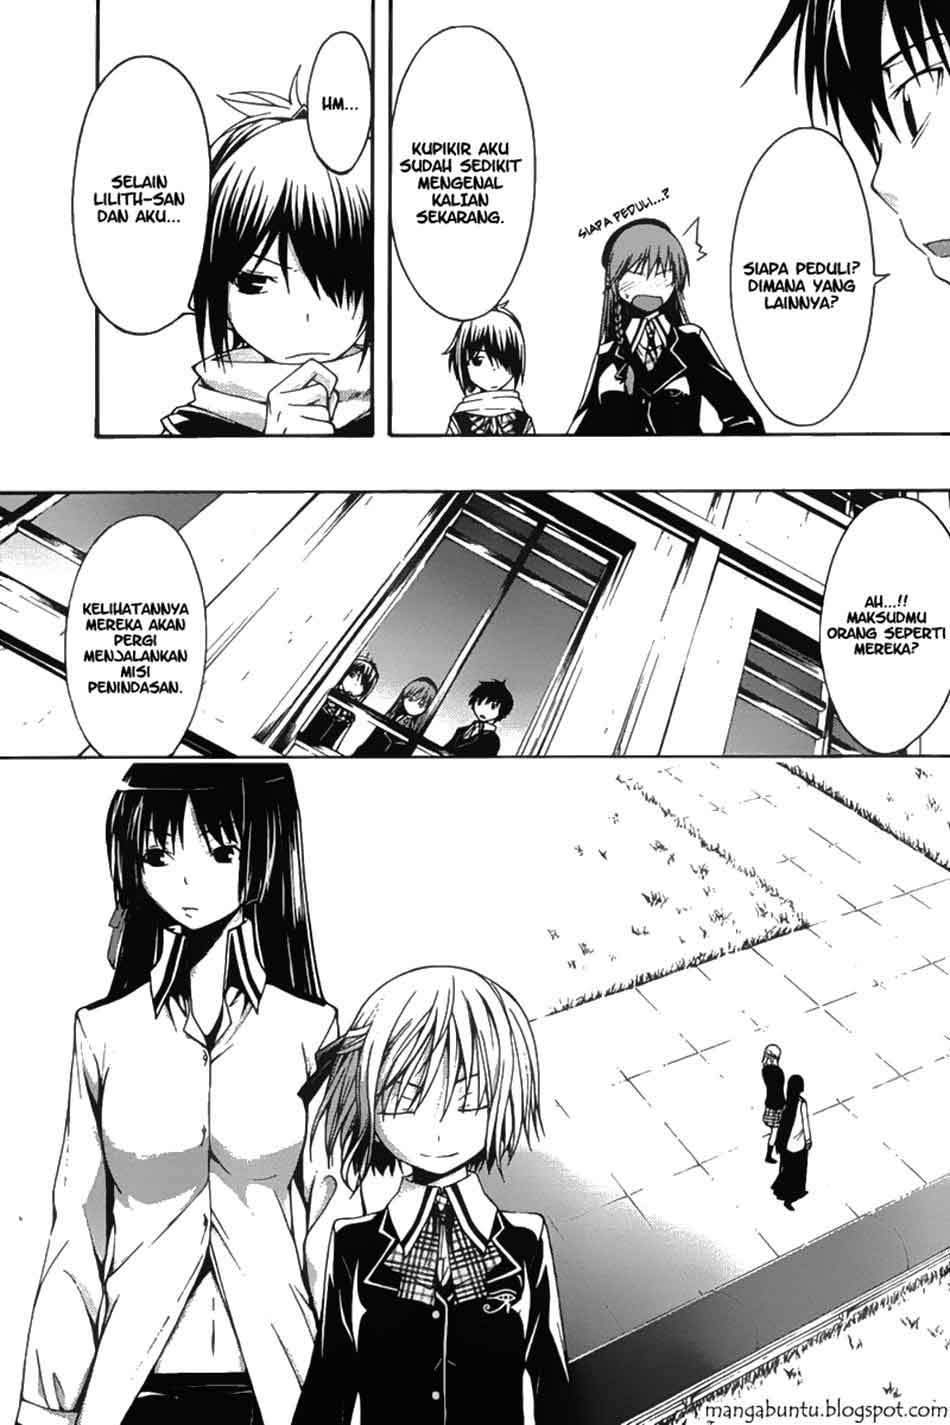 SIAPA PEDULI?
DIMANA YANG
LAINNYA?
SIAPA PEDULI...?
KUPIKIR AKU
SUDAH SEDIKIT
MENGENAL
KALIAN
SEKARANG.
HM...
SELAIN
LILITH-SAN
DAN AKU...
AH...!!
MAKSUDMU
ORANG SEPERTI
MEREKA?
KELIHATANNYA
MEREKA AKAN
PERGI
MENJALANKAN
MISI
PENINDASAN.
mangabuntu.blogspot.com